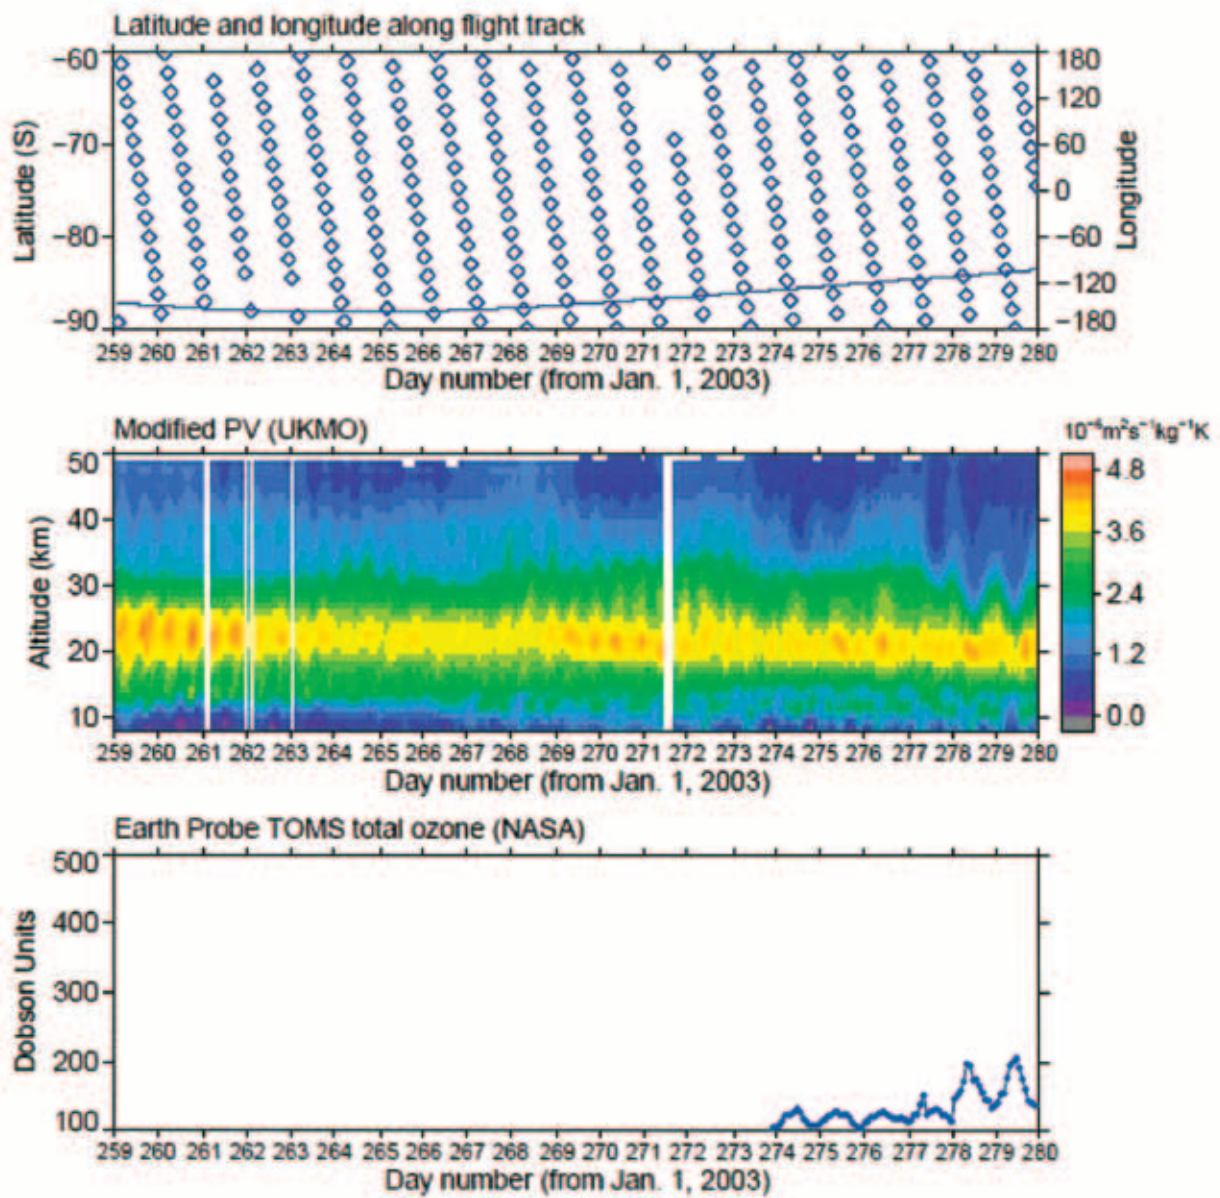 Latitude and longitude along flight track
−60
−70
−80
−90
Latitude (S)
180
120
60
0
−60
−120
−180
Longitude
259 260 261 262 263 264 265 266 267 268 269 270 271 272 273 274 275 276 277 278 279 280
Day number (from Jan. 1, 2003)
Modified PV (UKMO)
10⁻⁶m²s⁻¹kg⁻¹K
50
40
30
20
10
Altitude (km)
4.8
3.6
2.4
1.2
0.0
259 260 261 262 263 264 265 266 267 268 269 270 271 272 273 274 275 276 277 278 279 280
Day number (from Jan. 1, 2003)
Earth Probe TOMS total ozone (NASA)
500
400
300
200
100
Dobson Units
259 260 261 262 263 264 265 266 267 268 269 270 271 272 273 274 275 276 277 278 279 280
Day number (from Jan. 1, 2003)